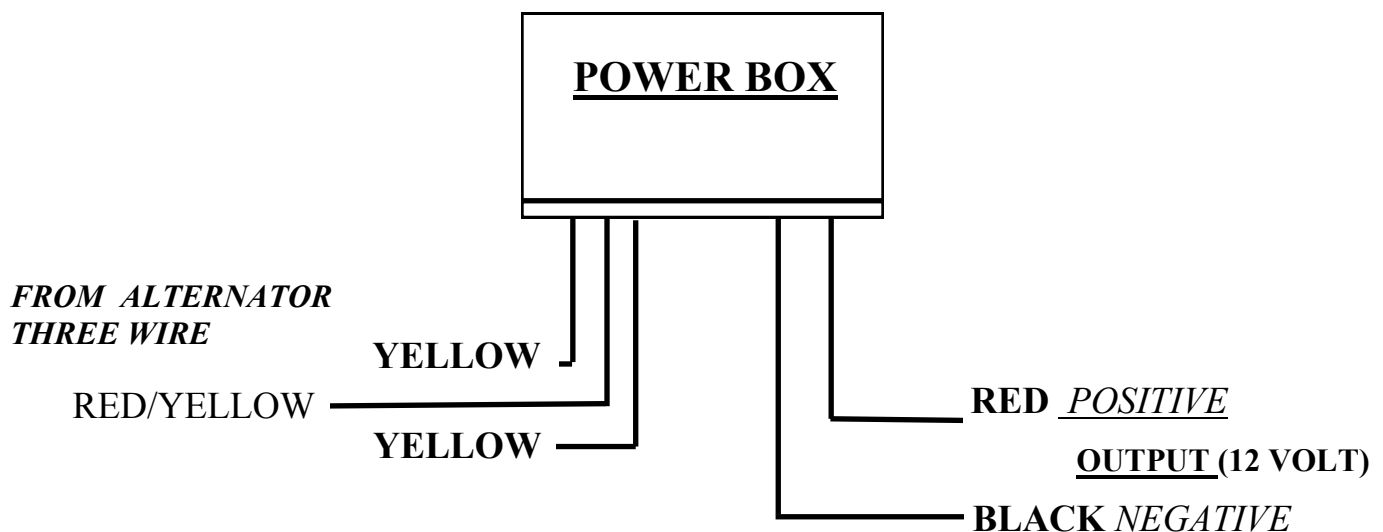 POWER BOX
FROM ALTERNATOR
THREE WIRE
YELLOW
RED/YELLOW
YELLOW
RED POSITIVE
OUTPUT (12 VOLT)
BLACK NEGATIVE